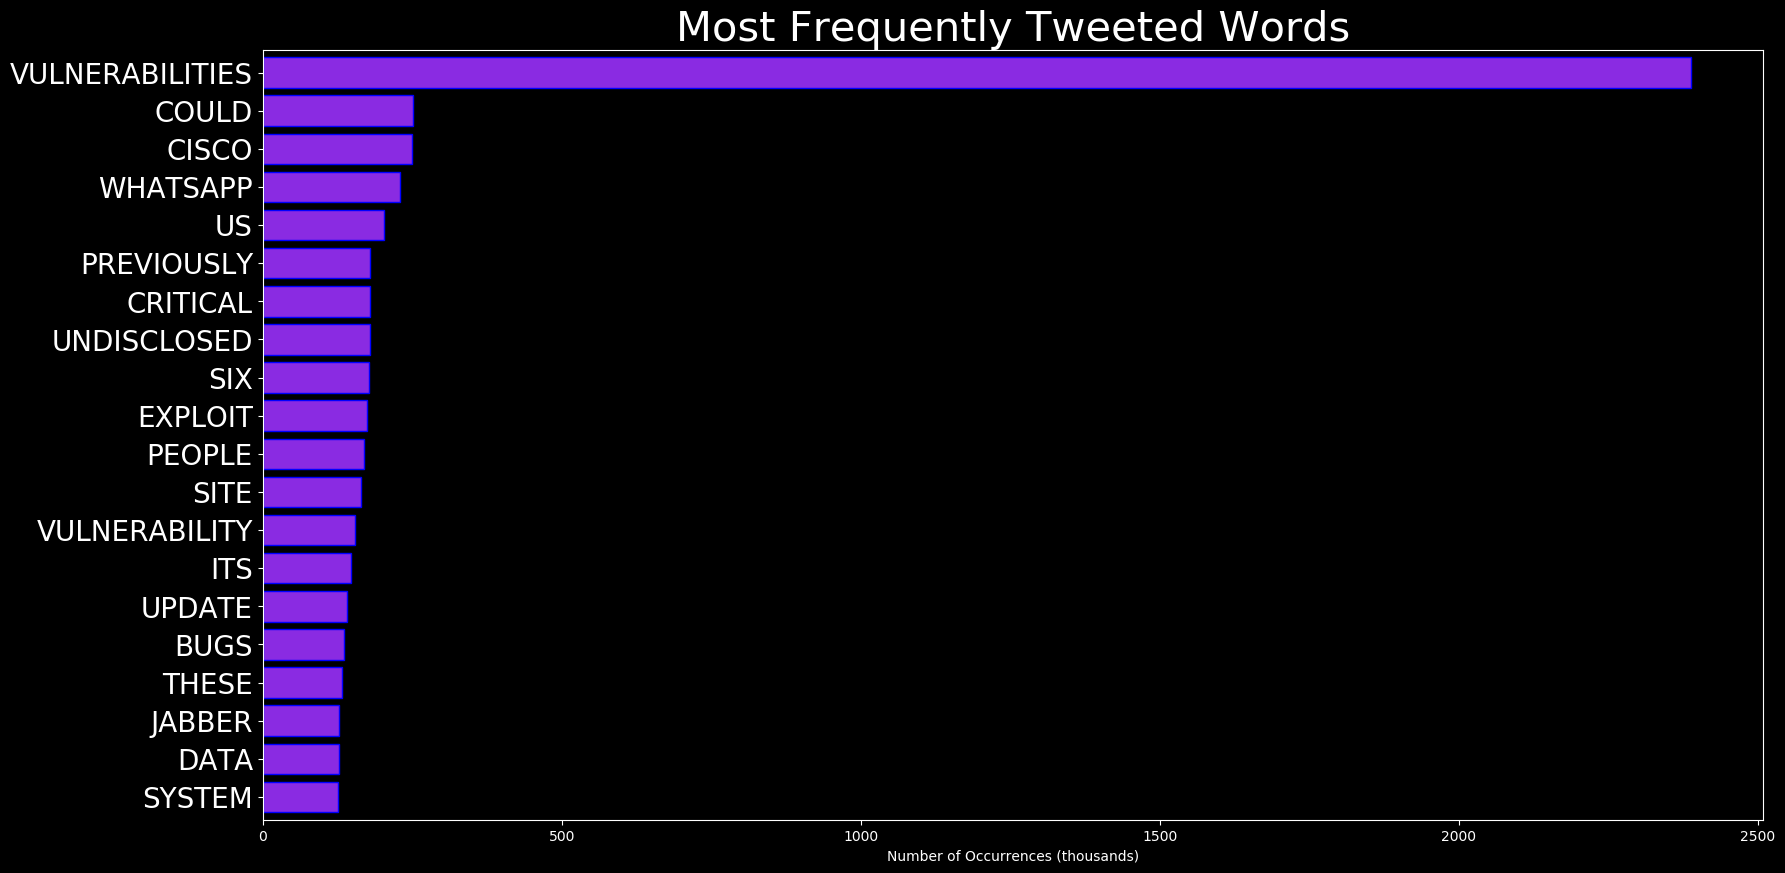 Most Frequently Tweeted Words
VULNERABILITIES
COULD
CISCO
WHATSAPP
US
PREVIOUSLY
CRITICAL
UNDISCLOSED
SIX
EXPLOIT
PEOPLE
SITE
VULNERABILITY
ITS
UPDATE
BUGS
THESE
JABBER
DATA
SYSTEM
0 500 1000 1500 2000 2500
Number of Occurrences (thousands)